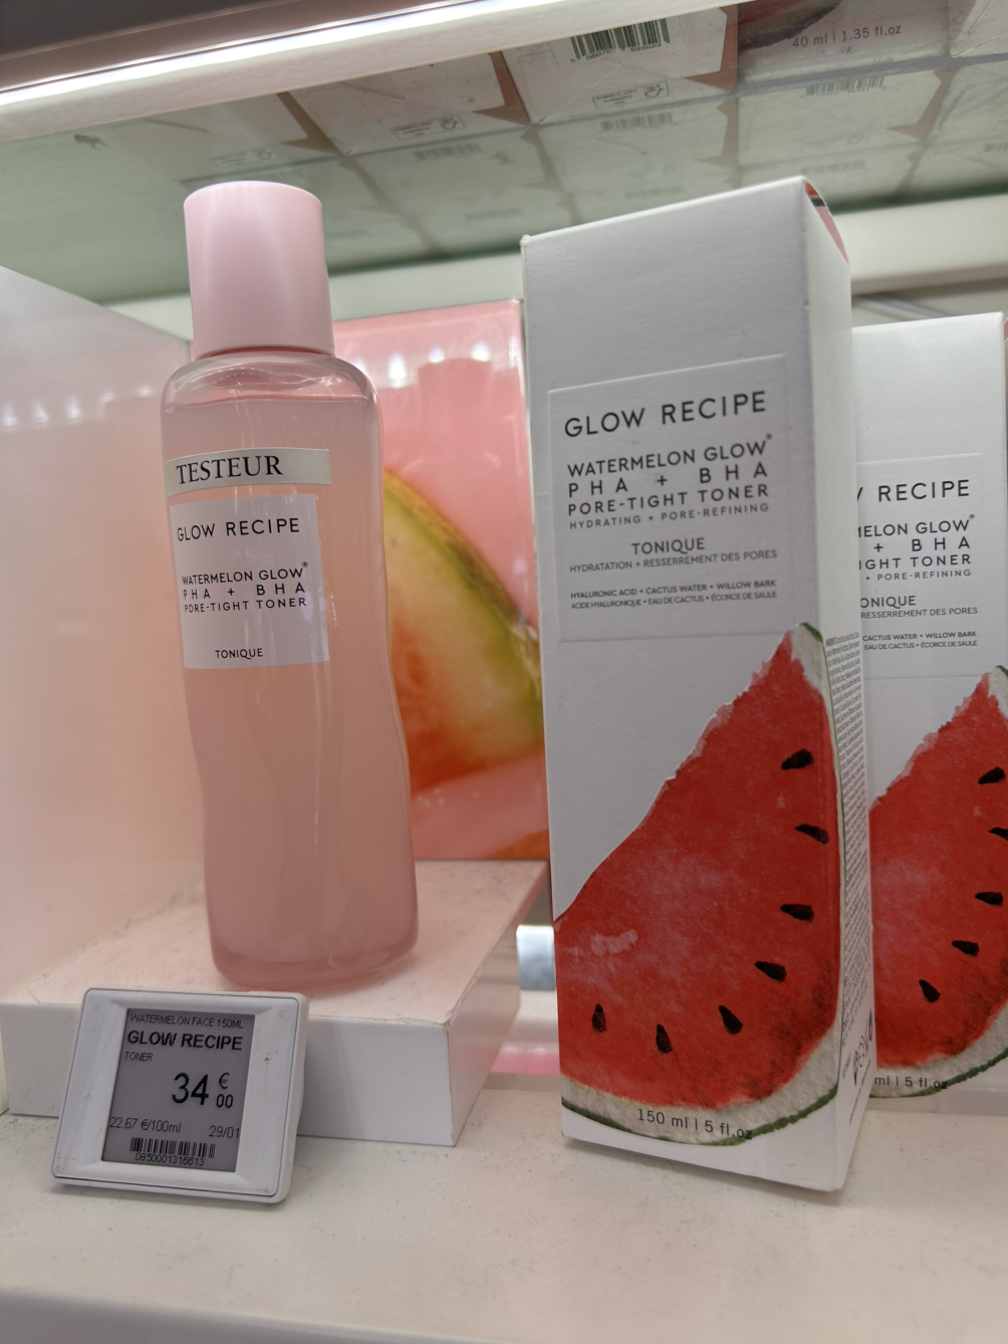 40 ml | 1.35 fl.oz
TESTEUR
GLOW RECIPE
WATERMELON GLOW®
PHA + BHA
PORE-TIGHT TONER
TONIQUE
GLOW RECIPE
WATERMELON GLOW®
PHA + BHA
PORE-TIGHT TONER
HYDRATING + PORE-REFINING
TONIQUE
HYDRATATION + RESSERREMENT DES PORES
HYALURONIC ACID • CACTUS WATER • WILLOW BARK
ACIDE HYALURONIQUE • EAU DE CACTUS • ÉCORCE DE SAULE
150 ml | 5 fl.oz
RECIPE
MELON GLOW®
+ BHA
IGHT TONER
+ PORE-REFINING
ONIQUE
RESSERREMENT DES PORES
CACTUS WATER • WILLOW BARK
EAU DE CACTUS • ÉCORCE DE SAULE
ml | 5 fl.oz
WATERMELON FACE 150ML
GLOW RECIPE
TONER
34 € 00
22.67 €/100ml 29/01
0850001316613